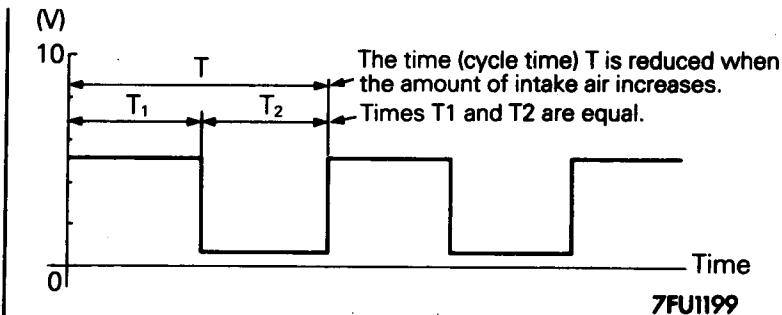 (V)
10
T
The time (cycle time) T is reduced when
the amount of intake air increases.
T₁
T₂
Times T1 and T2 are equal.
0
Time
7FU1199